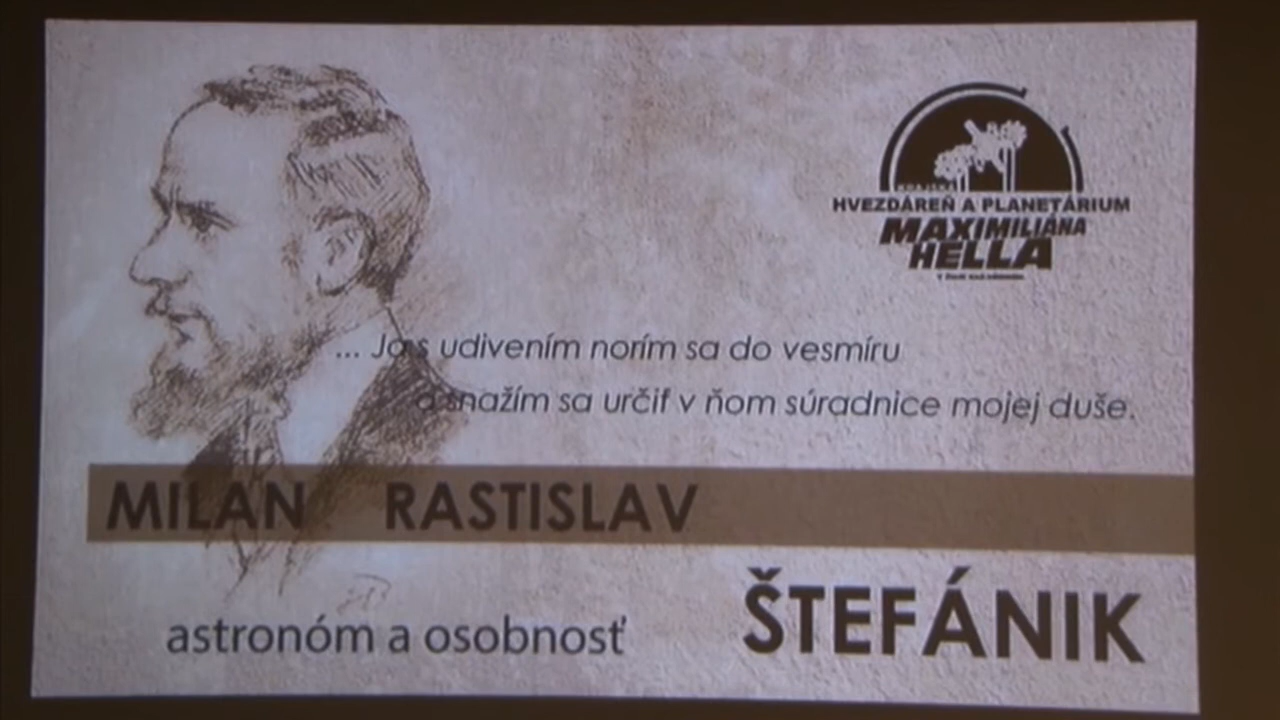 KRAJSKÁ
HVEZDÁREŇ A PLANETÁRIUM
MAXIMILIÁNA
HELLA
... Ja s udivením norím sa do vesmíru
a snažím sa určiť v ňom súradnice mojej duše.
MILAN RASTISLAV
ŠTEFÁNIK
astronóm a osobnosť